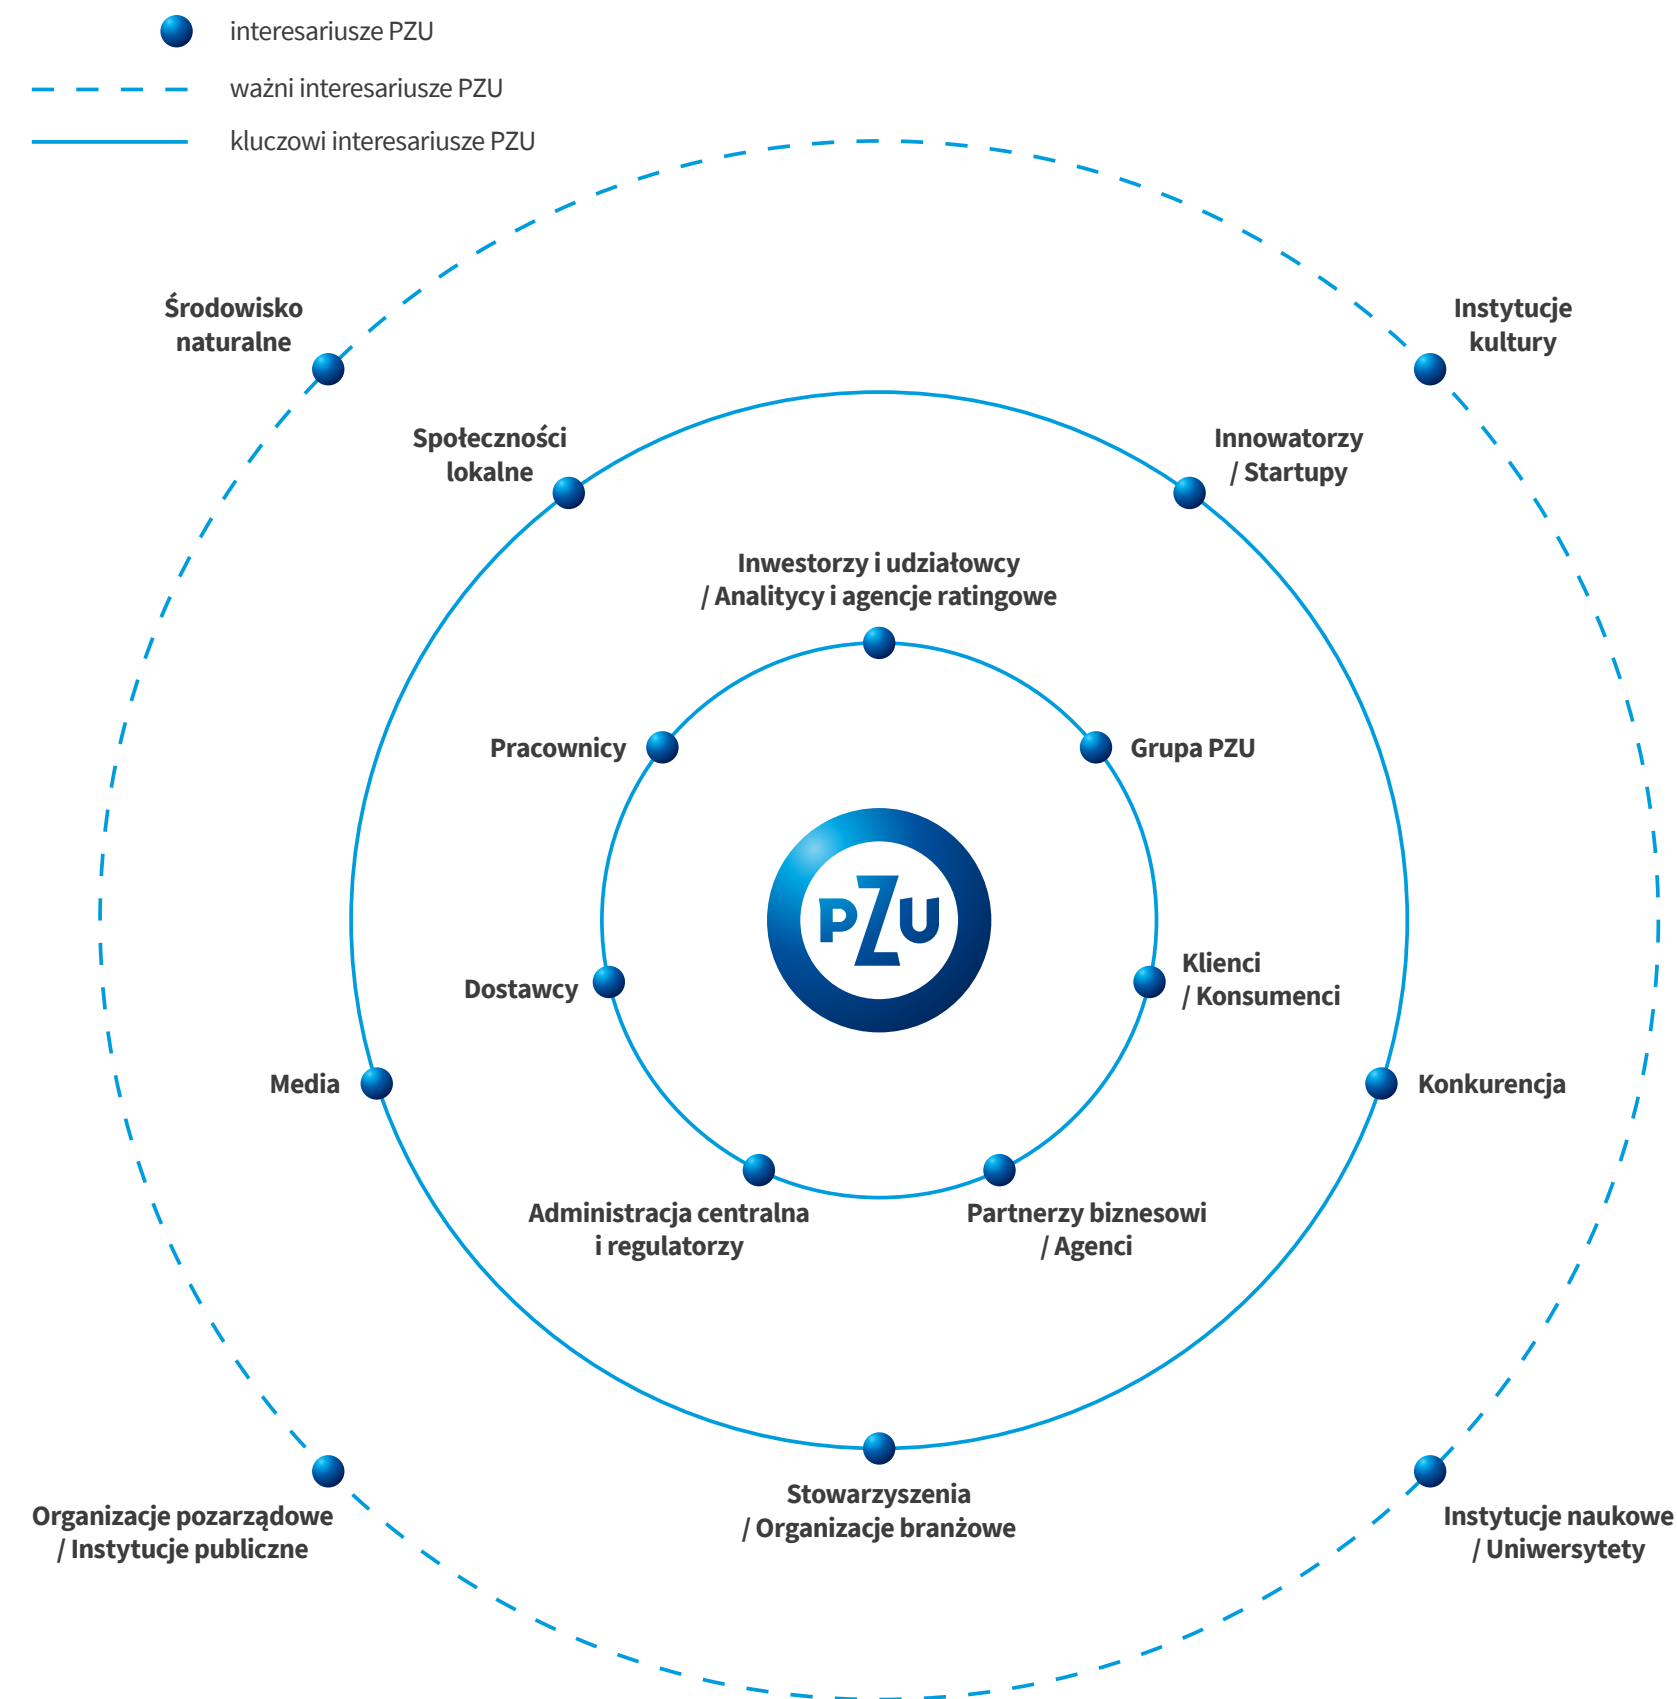 interesariusze PZU
ważni interesariusze PZU
kluczowi interesariusze PZU
Środowisko
naturalne
Instytucje
kultury
Społeczności
lokalne
Innowatorzy
/ Startupy
Inwestorzy i udziałowcy
/ Analitycy i agencje ratingowe
Pracownicy
Grupa PZU
PZU
Dostawcy
Klienci
/ Konsumenci
Media
Konkurencja
Administracja centralna
i regulatorzy
Partnerzy biznesowi
/ Agenci
Stowarzyszenia
/ Organizacje branżowe
Organizacje pozarządowe
/ Instytucje publiczne
Instytucje naukowe
/ Uniwersytety